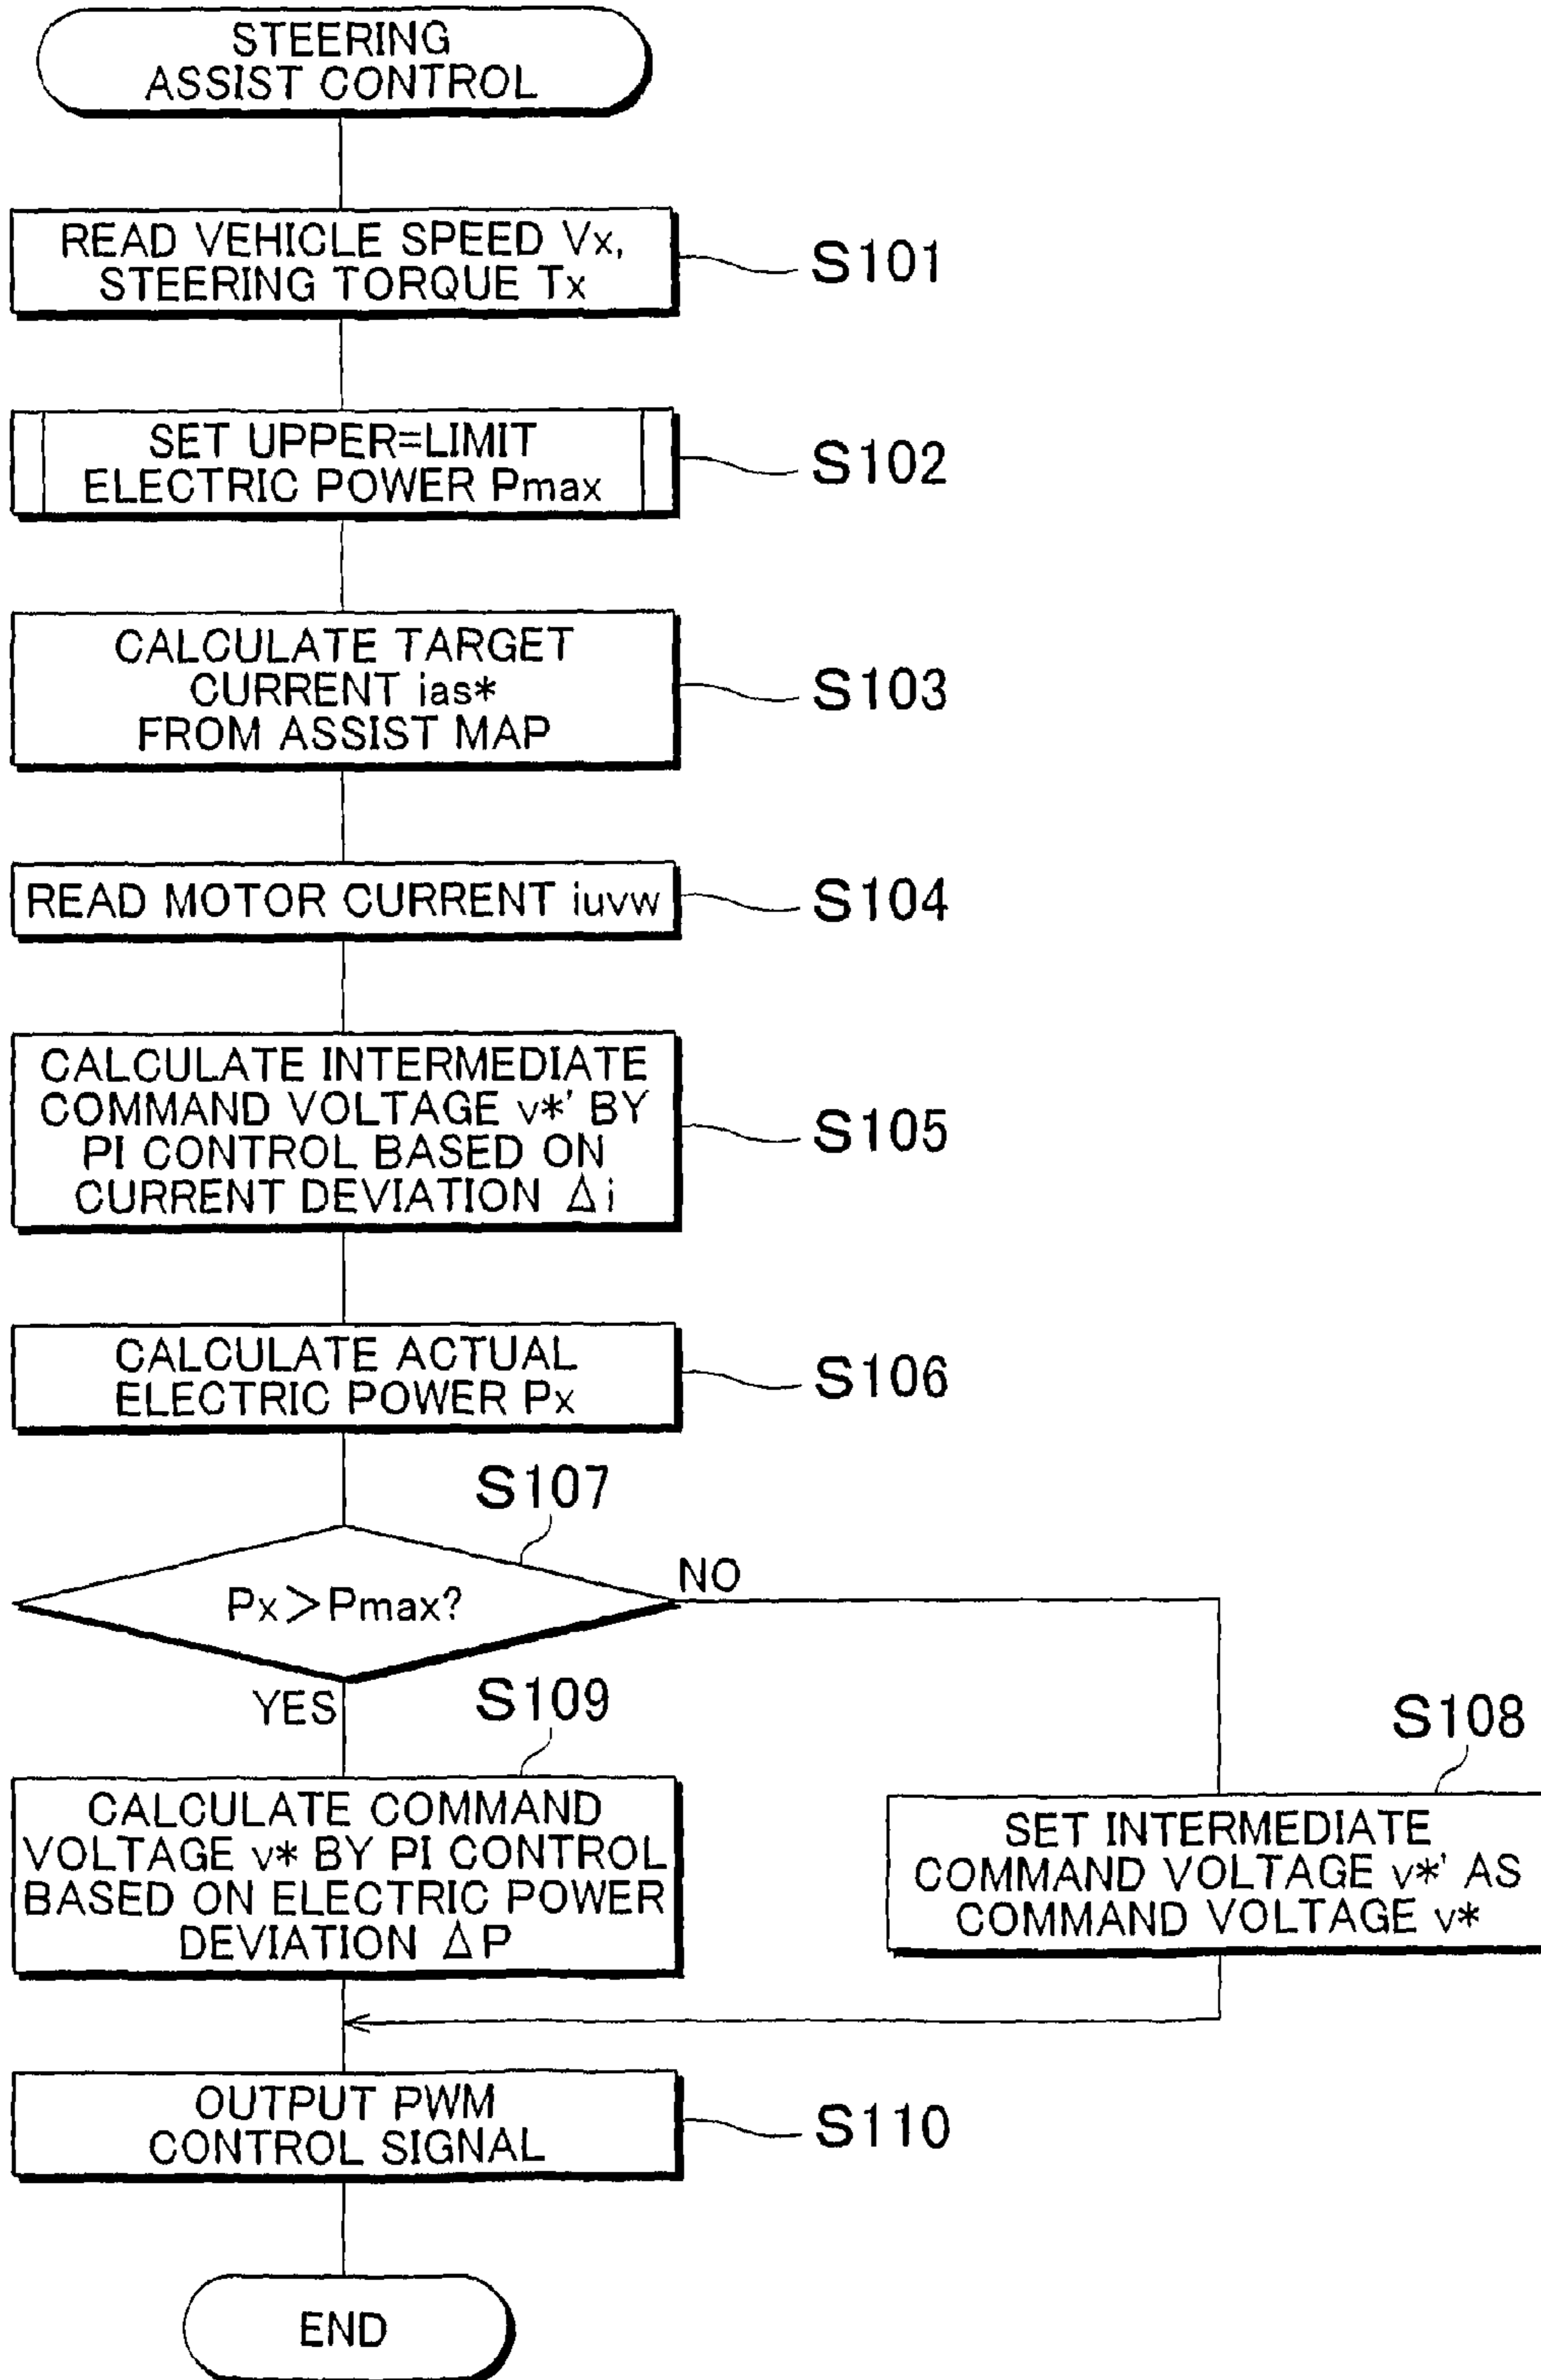 STEERING
ASSIST CONTROL
READ VEHICLE SPEED Vx,
STEERING TORQUE Tx
S101
SET UPPER=LIMIT
ELECTRIC POWER Pmax
S102
CALCULATE TARGET
CURRENT ias*
FROM ASSIST MAP
S103
READ MOTOR CURRENT iuvw
S104
CALCULATE INTERMEDIATE
COMMAND VOLTAGE v*' BY
PI CONTROL BASED ON
CURRENT DEVIATION Δi
S105
CALCULATE ACTUAL
ELECTRIC POWER Px
S106
S107
Px>Pmax?
NO
YES
S109
CALCULATE COMMAND
VOLTAGE v* BY PI CONTROL
BASED ON ELECTRIC POWER
DEVIATION ΔP
S108
SET INTERMEDIATE
COMMAND VOLTAGE v*' AS
COMMAND VOLTAGE v*
OUTPUT PWM
CONTROL SIGNAL
S110
END